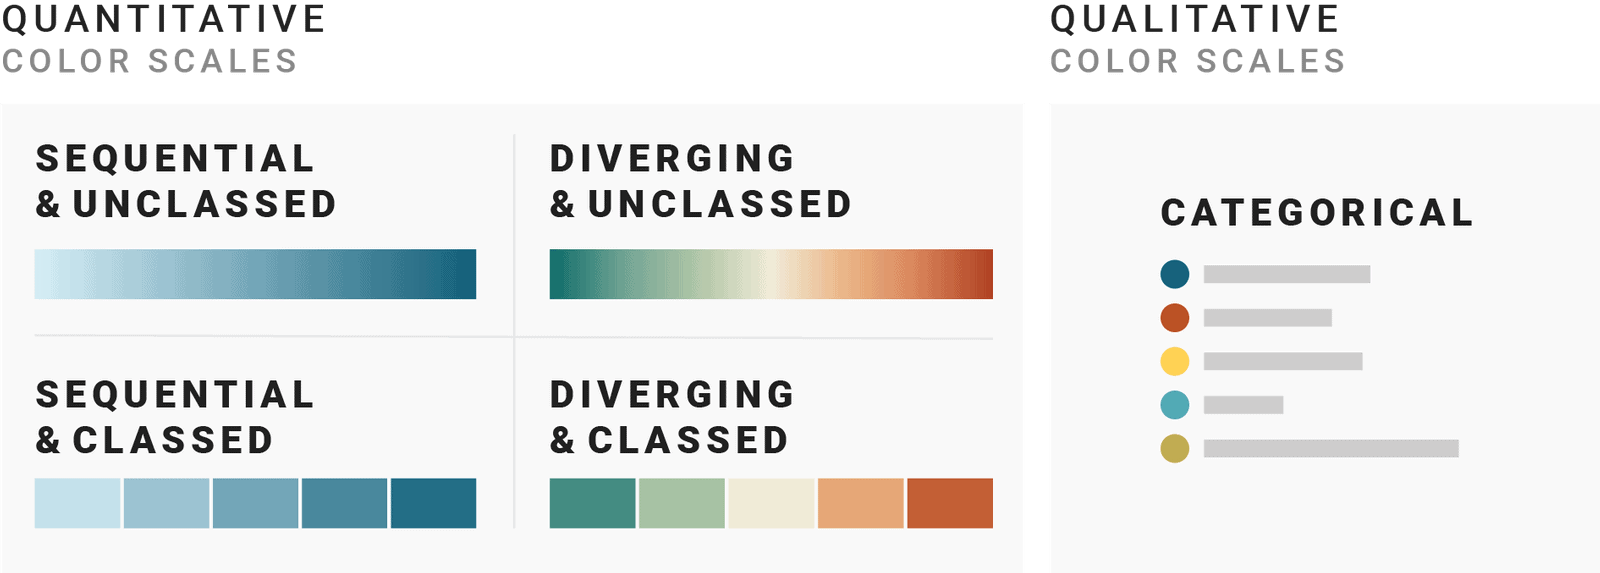 QUANTITATIVE
COLOR SCALES
SEQUENTIAL
& UNCLASSED
DIVERGING
& UNCLASSED
SEQUENTIAL
& CLASSED
DIVERGING
& CLASSED
QUALITATIVE
COLOR SCALES
CATEGORICAL